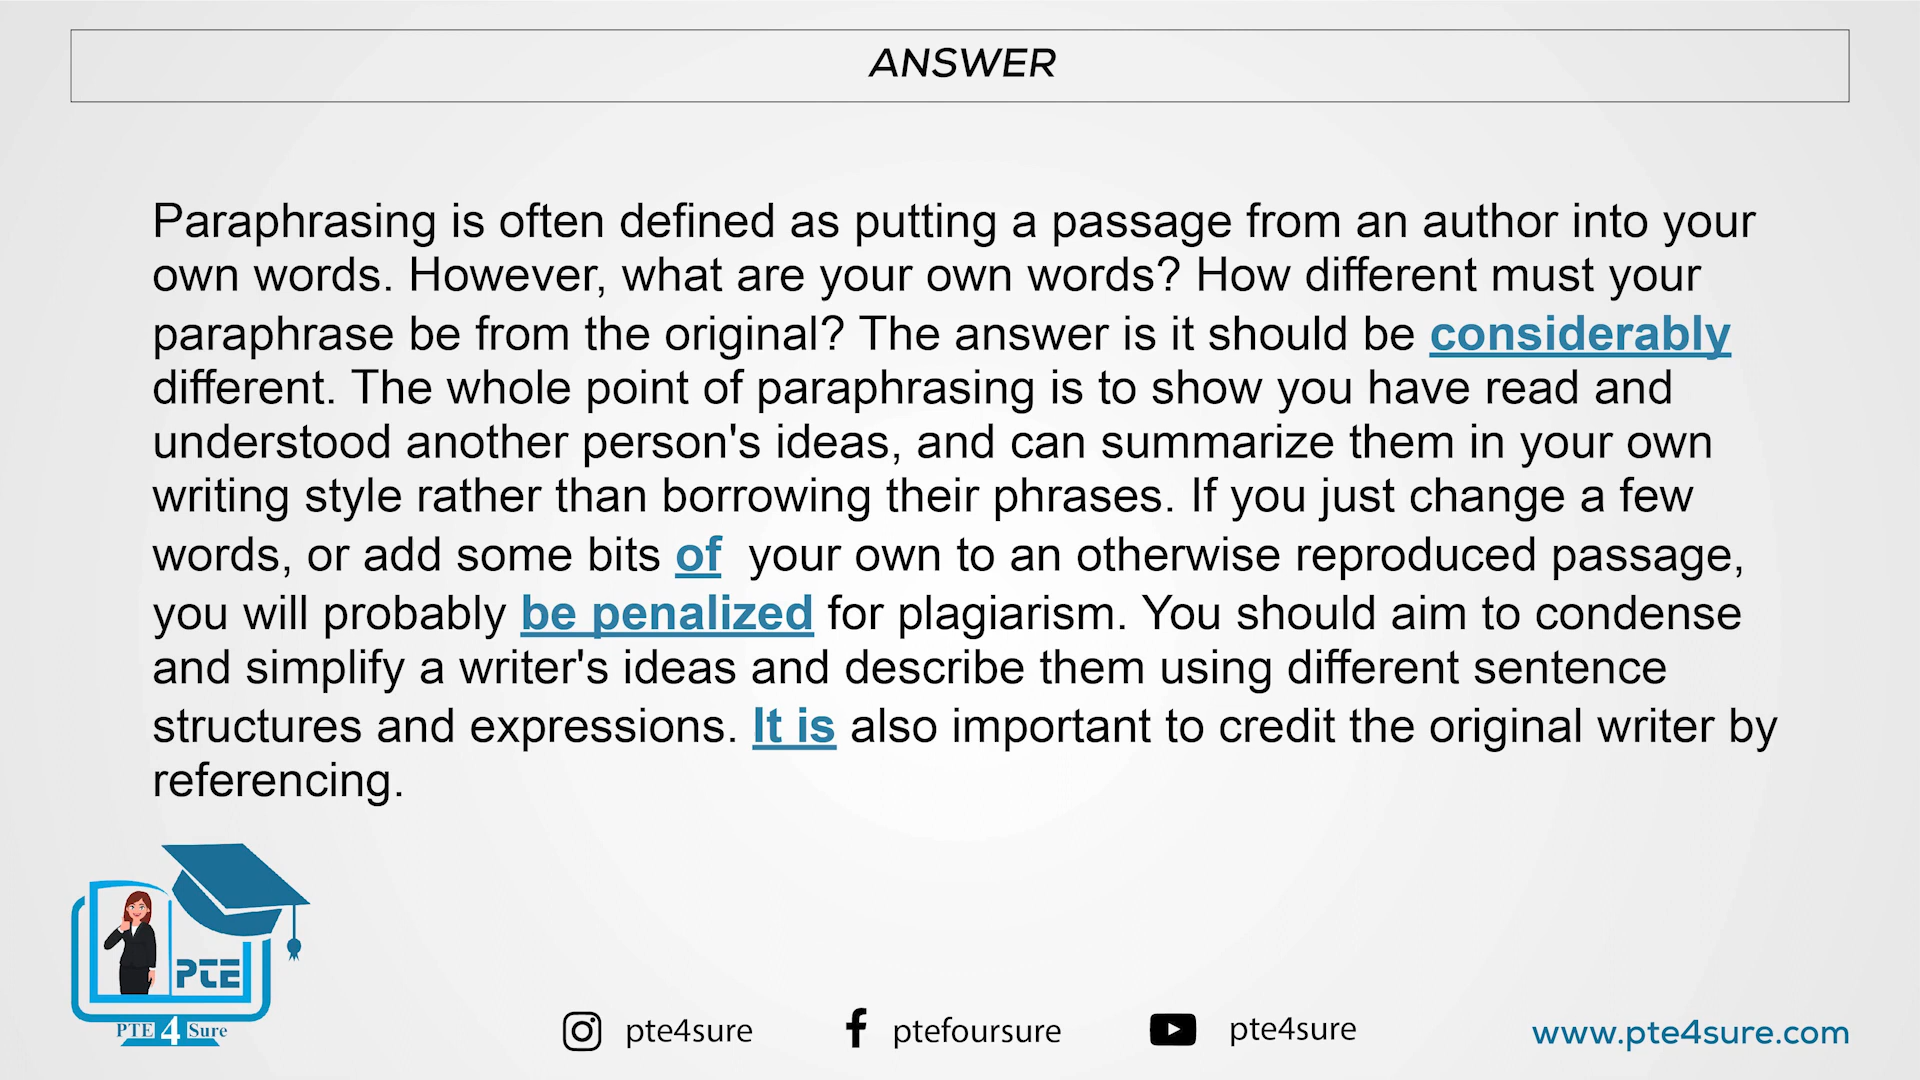 ANSWER
Paraphrasing is often defined as putting a passage from an author into your
own words. However, what are your own words? How different must your
paraphrase be from the original? The answer is it should be considerably
different. The whole point of paraphrasing is to show you have read and
understood another person's ideas, and can summarize them in your own
writing style rather than borrowing their phrases. If you just change a few
words, or add some bits of your own to an otherwise reproduced passage,
you will probably be penalized for plagiarism. You should aim to condense
and simplify a writer's ideas and describe them using different sentence
structures and expressions. It is also important to credit the original writer by
referencing.
PTE
PTE 4 Sure
pte4sure
ptefoursure
pte4sure
www.pte4sure.com